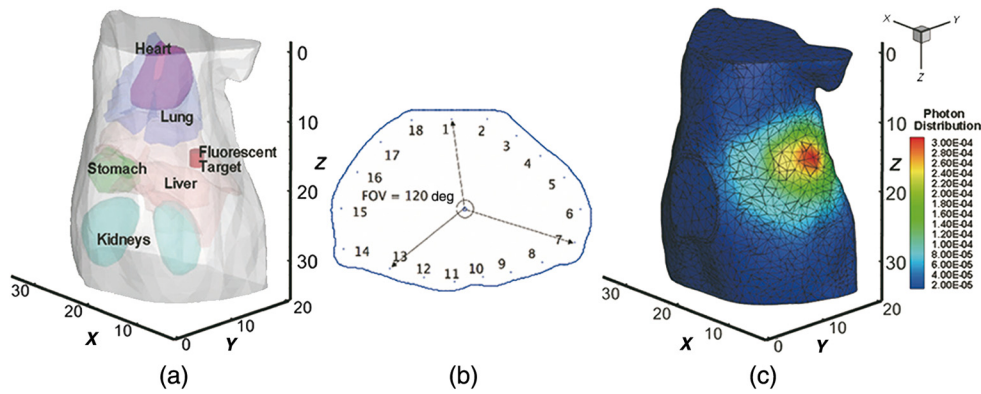 Heart
Lung
Stomach
Liver
Fluorescent
Target
Kidneys
0
10
20
30
Z
30
20
10
0
X
10
20
Y
(a)
18 1 2
17 3
16 4
5
FOV = 120 deg
15 6
14 13 7
12 11 10 9 8
(b)
X Y
Z
0
10
20
30
Z
30
20
10
0
X
10
20
Y
Photon
Distribution
3.00E-04
2.80E-04
2.60E-04
2.40E-04
2.20E-04
2.00E-04
1.80E-04
1.60E-04
1.40E-04
1.20E-04
1.00E-04
8.00E-05
6.00E-05
4.00E-05
2.00E-05
(c)